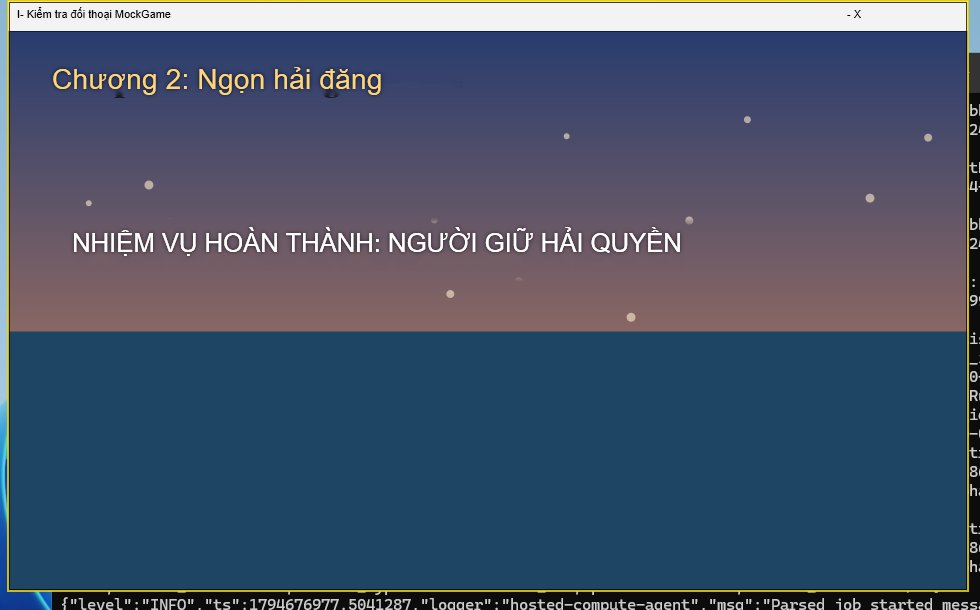 I- Kiểm tra đối thoại MockGame
- X
Chương 2: Ngọn hải đăng
NHIỆM VỤ HOÀN THÀNH: NGƯỜI GIỮ HẢI QUYỀN
{"level":"INFO","ts":1794676977.5041287,"logger":"hosted-compute-agent","msg":"Parsed job started mes